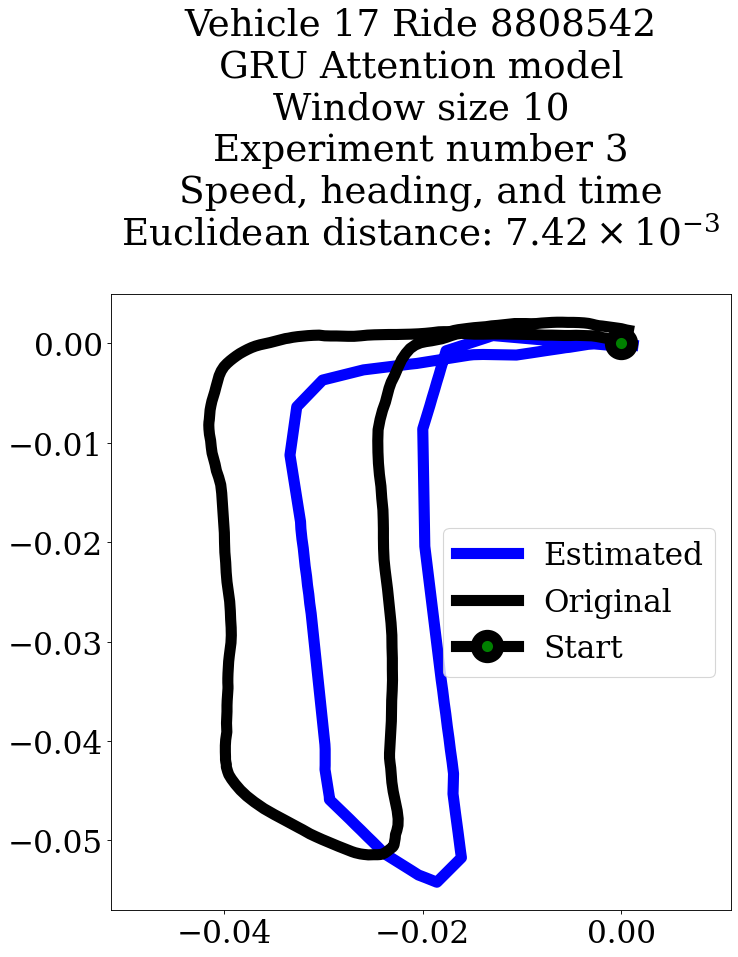 Vehicle 17 Ride 8808542
GRU Attention model
Window size 10
Experiment number 3
Speed, heading, and time
Euclidean distance: 7.42 × 10⁻³
0.00
−0.01
−0.02
−0.03
−0.04
−0.05
Estimated
Original
Start
−0.04
−0.02
0.00